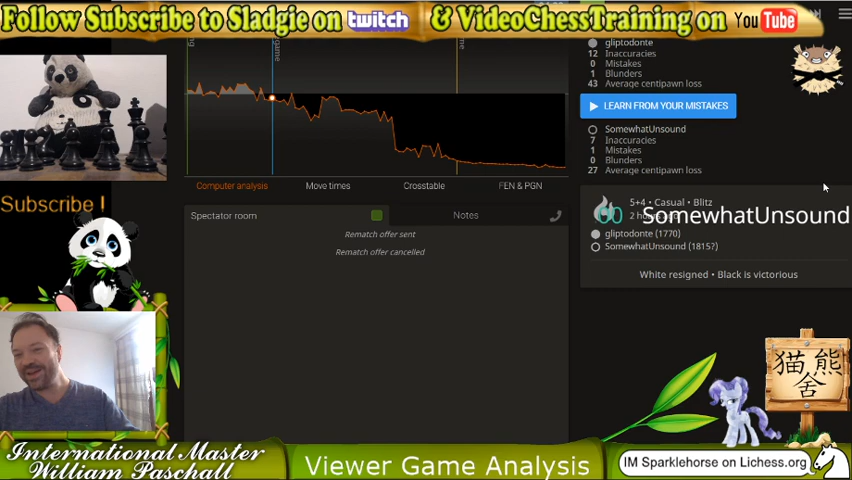 Follow Subscribe to Sladgie on twitch & VideoChessTraining on YouTube
gliptodonte
12
Inaccuracies
0
Mistakes
1
Blunders
43 Average centipawn loss
LEARN FROM YOUR MISTAKES
SomewhatUnsound
7
Inaccuracies
1
Mistakes
0
Blunders
27 Average centipawn loss
Computer analysis
Move times
Crosstable
FEN & PGN
Subscribe !
Spectator room
Notes
Rematch offer sent
Rematch offer cancelled
5+4 • Casual • Blitz
SomewhatUnsound
gliptodonte (1770)
SomewhatUnsound (1815?)
White resigned • Black is victorious
猫熊
舍
International Master
William Paschall
Viewer Game Analysis
IM Sparklehorse on Lichess.org